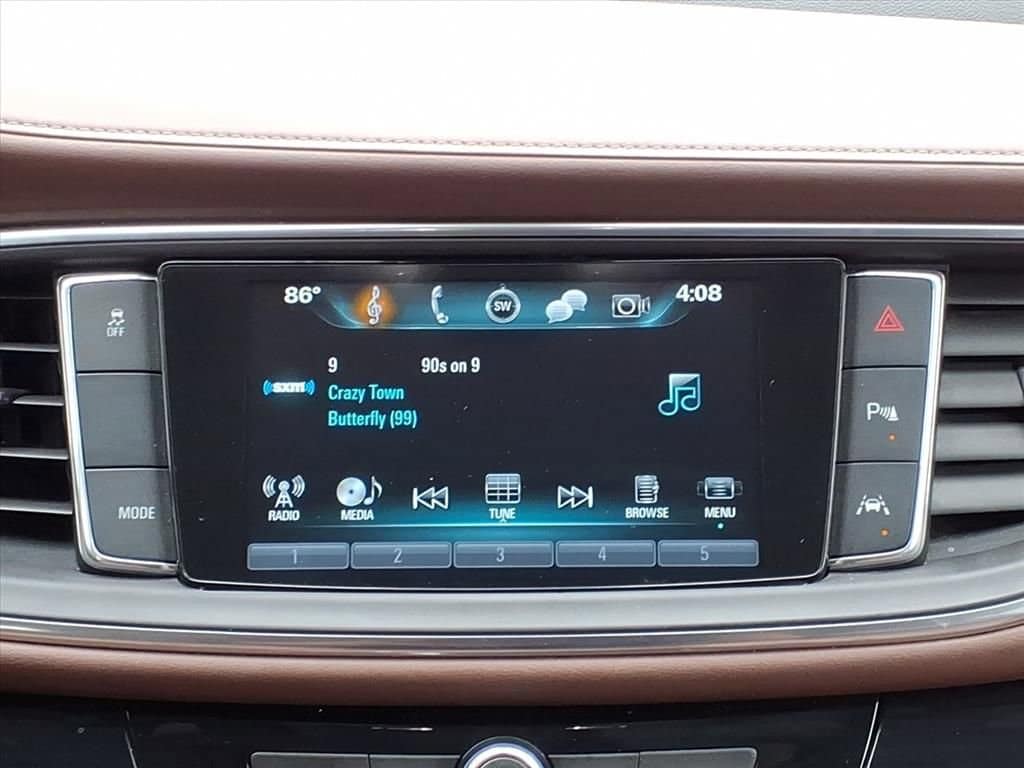 86°
SW
4:08
OFF
9 90s on 9
((sxm))
Crazy Town
Butterfly (99)
P
MODE
RADIO
MEDIA
TUNE
BROWSE
MENU
1
2
3
4
5